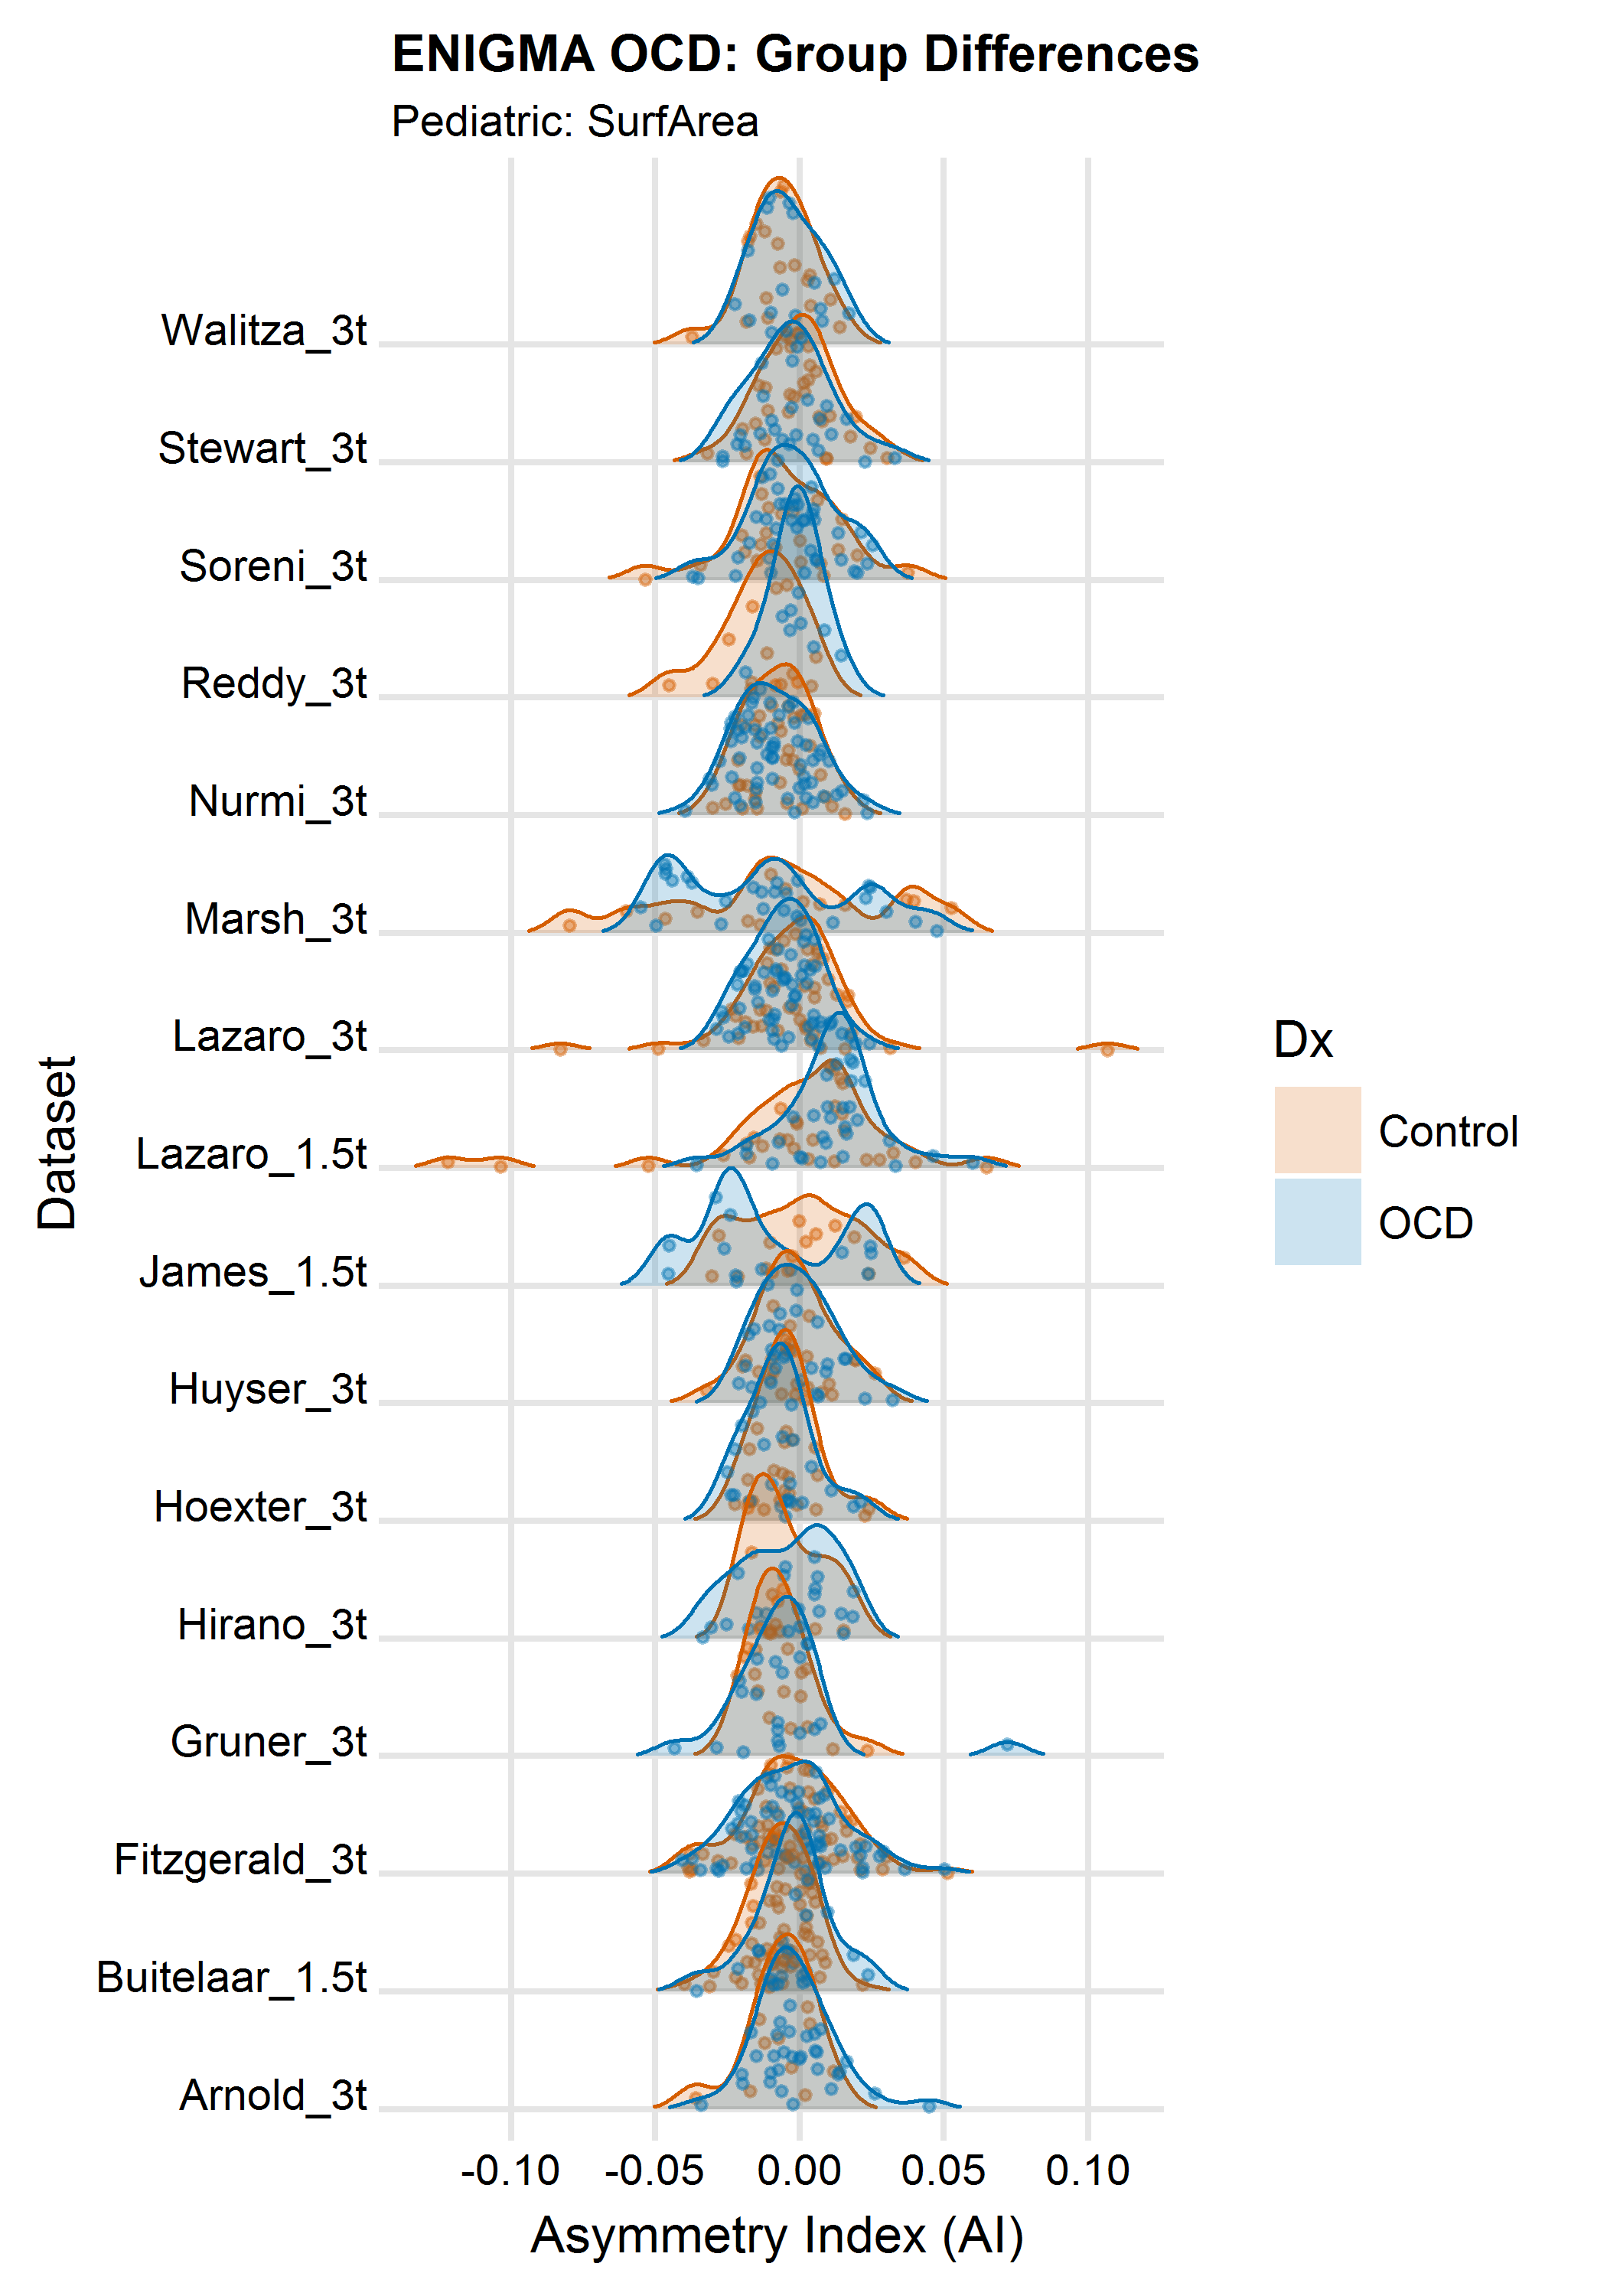 ENIGMA OCD: Group Differences
Pediatric: SurfArea
Walitza_3t
Stewart_3t
Soreni_3t
Reddy_3t
Nurmi_3t
Marsh_3t
Lazaro_3t
Lazaro_1.5t
James_1.5t
Huyser_3t
Hoexter_3t
Hirano_3t
Gruner_3t
Fitzgerald_3t
Buitelaar_1.5t
Arnold_3t
Dataset
-0.10 -0.05 0.00 0.05 0.10
Asymmetry Index (AI)
Dx
Control
OCD